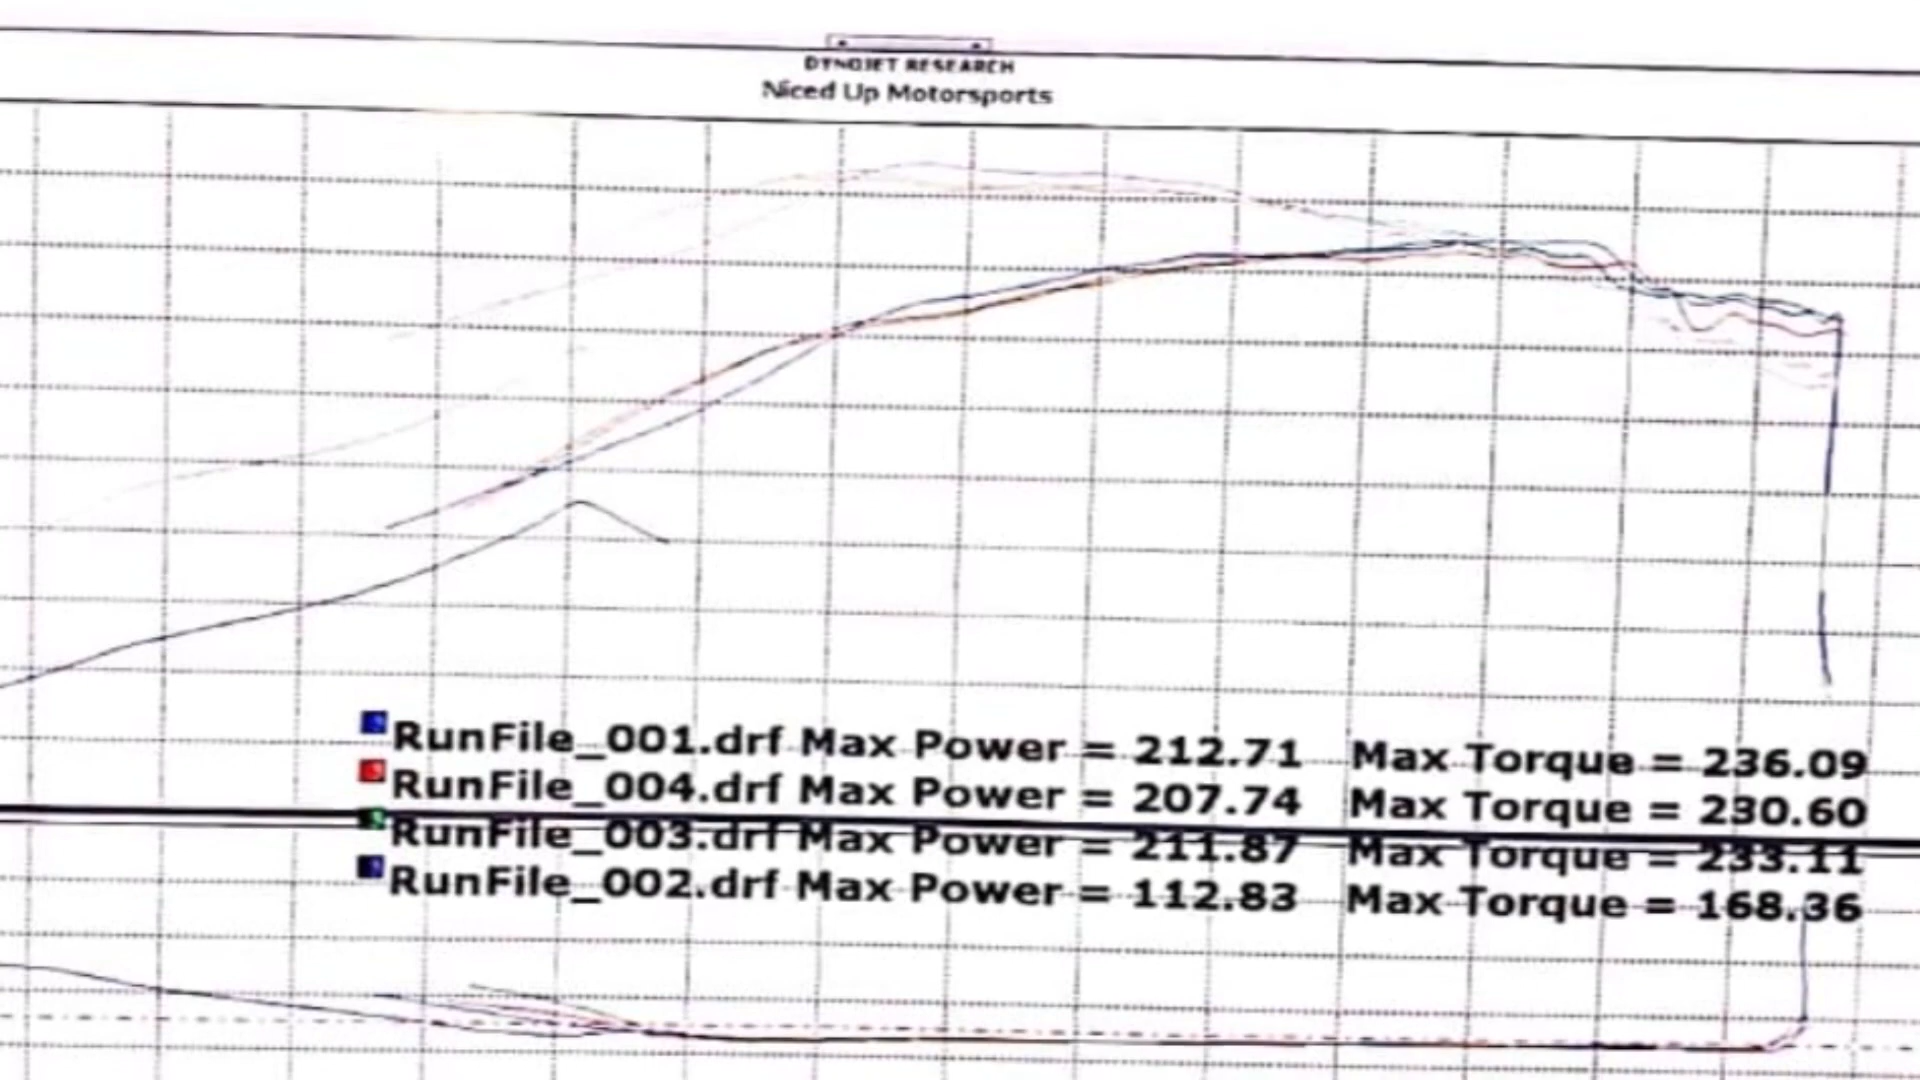 DYNOJET RESEARCH
Niced Up Motorsports
RunFile_001.drf Max Power = 212.71 Max Torque = 236.09
RunFile_004.drf Max Power = 207.74 Max Torque = 230.60
RunFile_003.drf Max Power = 211.87 Max Torque = 233.11
RunFile_002.drf Max Power = 112.83 Max Torque = 168.36